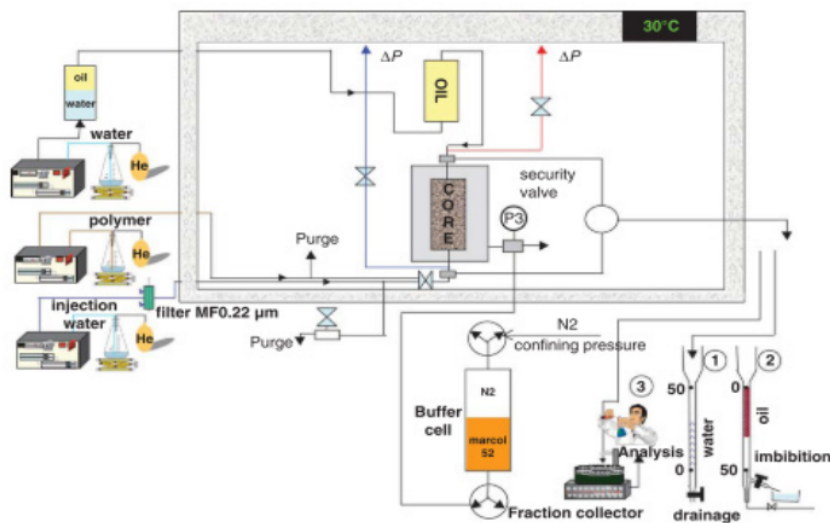 30°C
ΔP
ΔP
oil
water
OIL
water
He
security
valve
CORE
P3
polymer
He
Purge
injection
water
filter MF0.22 µm
He
Purge
N2
confining pressure
1
2
3
50
0
N2
Buffer
cell
marcol
52
Analysis
water
oil
imbibition
0
50
Fraction collector
drainage